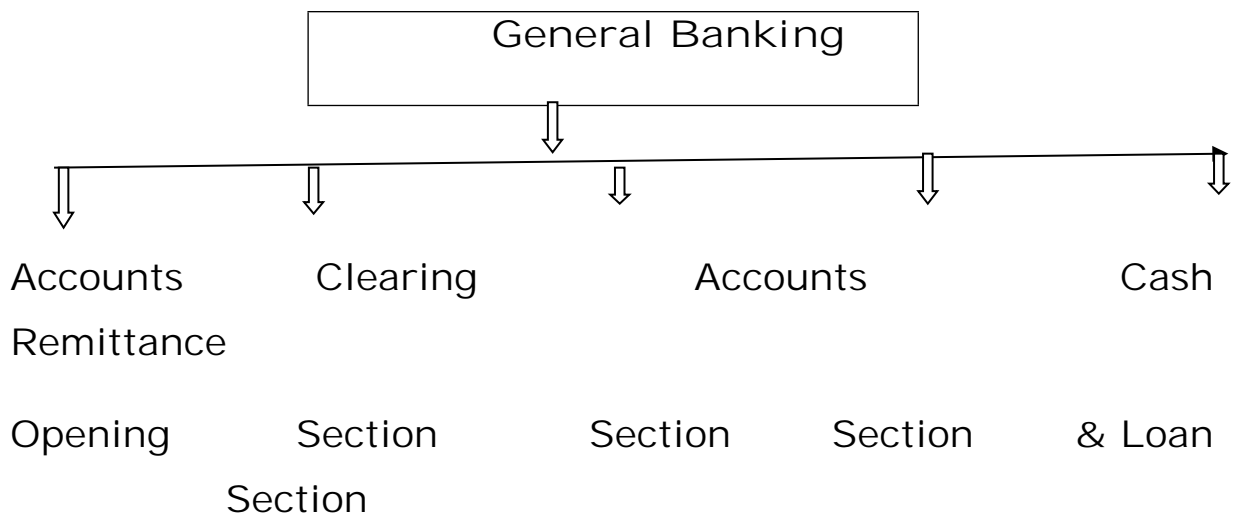 General Banking
Accounts Clearing Accounts Cash
Remittance
Opening Section Section Section & Loan
Section